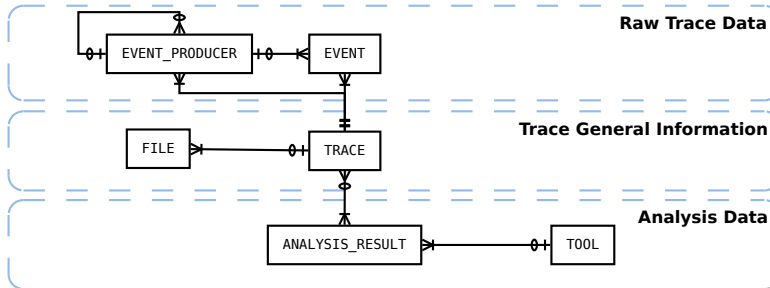 Raw Trace Data
EVENT_PRODUCER
EVENT
Trace General Information
FILE
TRACE
Analysis Data
ANALYSIS_RESULT
TOOL